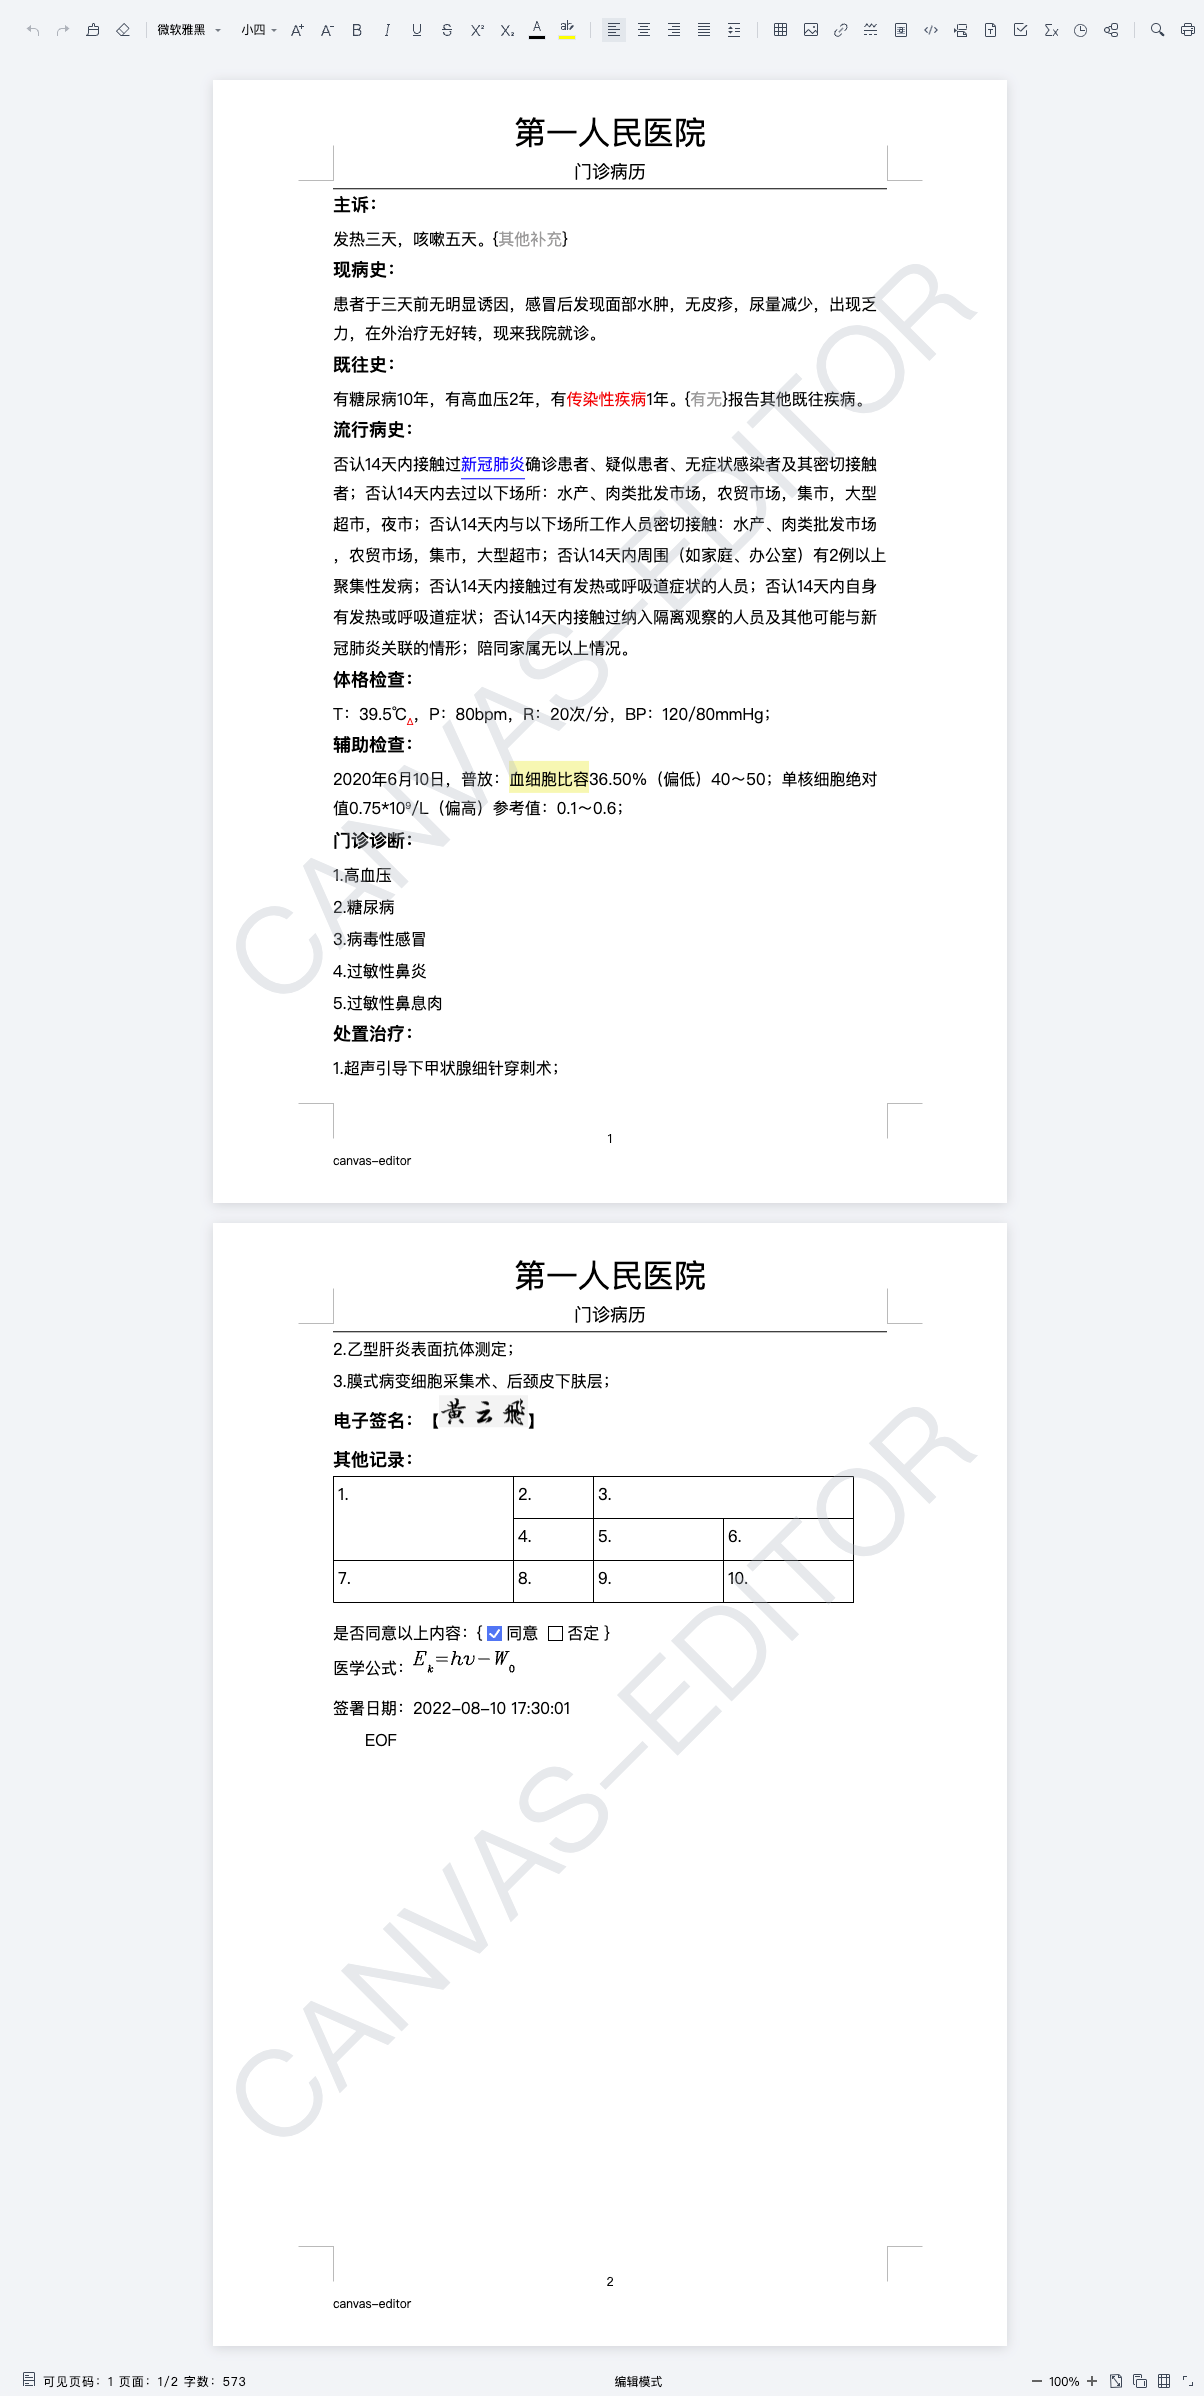 微软雅黑 小四
第一人民医院
门诊病历
主诉：
发热三天，咳嗽五天。{其他补充}
现病史：
患者于三天前无明显诱因，感冒后发现面部水肿，无皮疹，尿量减少，出现乏
力，在外治疗无好转，现来我院就诊。
既往史：
有糖尿病10年，有高血压2年，有传染性疾病1年。{有无}报告其他既往疾病。
流行病史：
否认14天内接触过新冠肺炎确诊患者、疑似患者、无症状感染者及其密切接触
者；否认14天内去过以下场所：水产、肉类批发市场，农贸市场，集市，大型
超市，夜市；否认14天内与以下场所工作人员密切接触：水产、肉类批发市场
，农贸市场，集市，大型超市；否认14天内周围（如家庭、办公室）有2例以上
聚集性发病；否认14天内接触过有发热或呼吸道症状的人员；否认14天内自身
有发热或呼吸道症状；否认14天内接触过纳入隔离观察的人员及其他可能与新
冠肺炎关联的情形；陪同家属无以上情况。
体格检查：
T：39.5℃Δ，P：80bpm，R：20次/分，BP：120/80mmHg；
辅助检查：
2020年6月10日，普放：血细胞比容36.50%（偏低）40～50；单核细胞绝对
值0.75*10⁹/L（偏高）参考值：0.1～0.6；
门诊诊断：
1.高血压
2.糖尿病
3.病毒性感冒
4.过敏性鼻炎
5.过敏性鼻息肉
处置治疗：
1.超声引导下甲状腺细针穿刺术；
CANVAS-EDITOR
1
canvas-editor
第一人民医院
门诊病历
2.乙型肝炎表面抗体测定；
3.膜式病变细胞采集术、后颈皮下肤层；
电子签名：【黄云飛】
其他记录：
1. 2. 3.
4. 5. 6.
7. 8. 9. 10.
是否同意以上内容：{ ☑ 同意 ☐ 否定 }
医学公式：E_k=hυ−W_0
签署日期：2022-08-10 17:30:01
EOF
CANVAS-EDITOR
2
canvas-editor
可见页码：1 页面：1/2 字数：573 编辑模式 100%